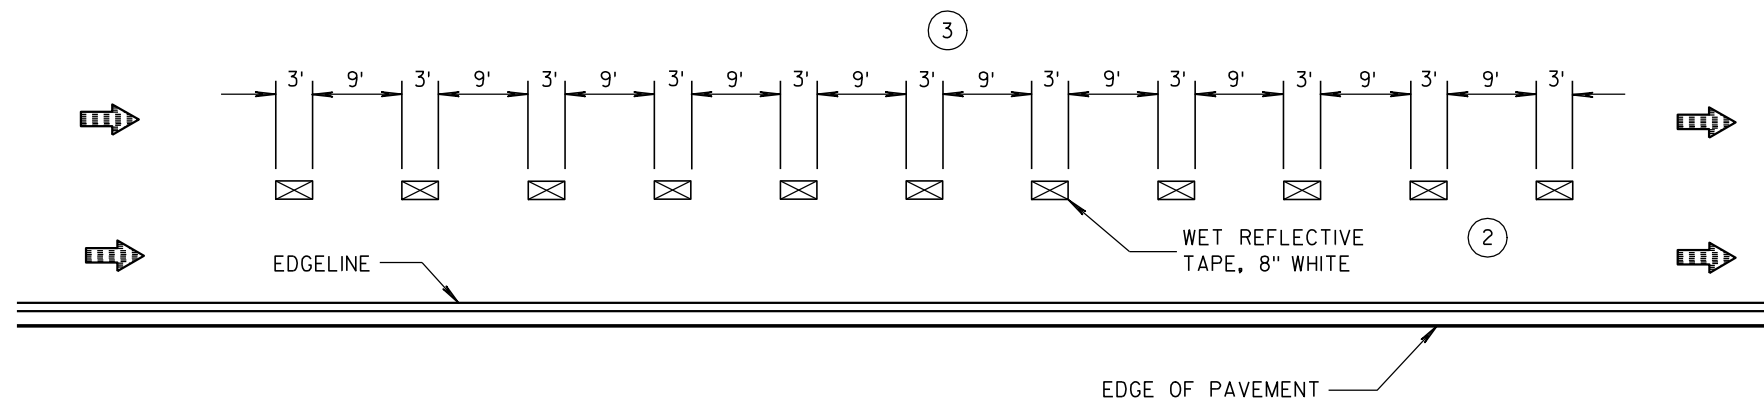 3
3' 9' 3' 9' 3' 9' 3' 9' 3' 9' 3' 9' 3' 9' 3' 9' 3' 9' 3' 9' 3'
WET REFLECTIVE
TAPE, 8" WHITE
2
EDGELINE
EDGE OF PAVEMENT